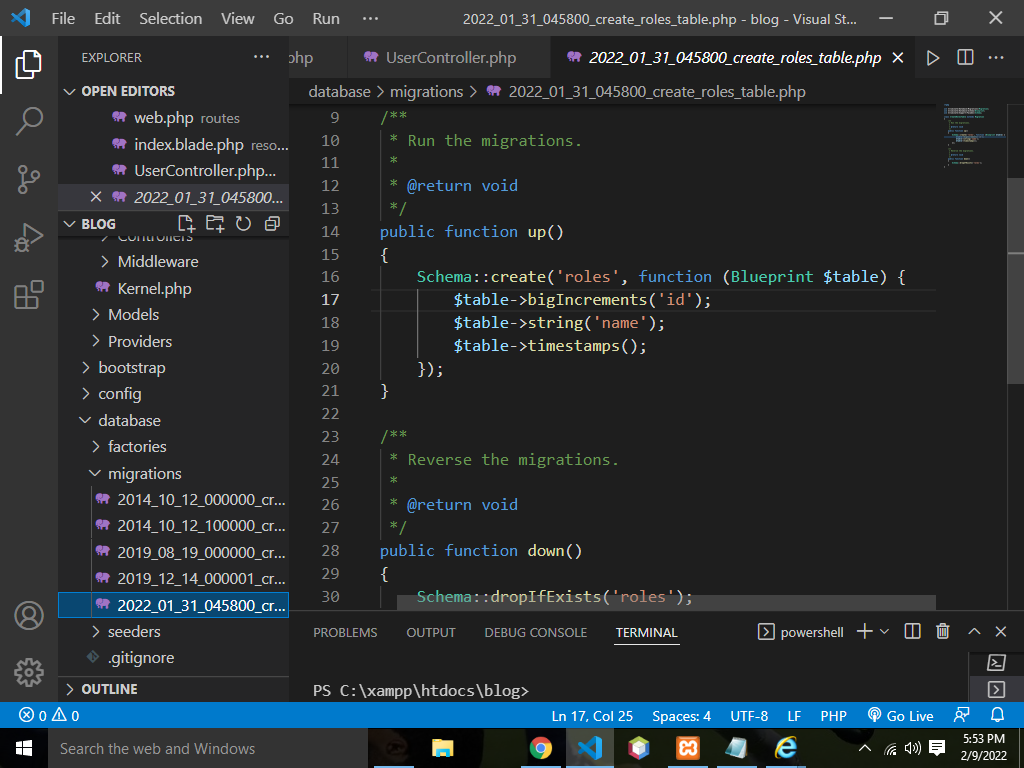 File Edit Selection View Go Run ··· 2022_01_31_045800_create_roles_table.php - blog - Visual St...
EXPLORER ···
php UserController.php 2022_01_31_045800_create_roles_table.php
OPEN EDITORS
web.php routes
index.blade.php reso...
UserController.php...
2022_01_31_045800...
BLOG
Controllers
Middleware
Kernel.php
Models
Providers
bootstrap
config
database
factories
migrations
2014_10_12_000000_cr...
2014_10_12_100000_cr...
2019_08_19_000000_cr...
2019_12_14_000001_cr...
2022_01_31_045800_cr...
seeders
.gitignore
OUTLINE
database > migrations > 2022_01_31_045800_create_roles_table.php
9 /**
10 * Run the migrations.
11 *
12 * @return void
13 */
14 public function up()
15 {
16 Schema::create('roles', function (Blueprint $table) {
17 $table->bigIncrements('id');
18 $table->string('name');
19 $table->timestamps();
20 });
21 }
22
23 /**
24 * Reverse the migrations.
25 *
26 * @return void
27 */
28 public function down()
29 {
30 Schema::dropIfExists('roles');
PROBLEMS OUTPUT DEBUG CONSOLE TERMINAL powershell
PS C:\xampp\htdocs\blog>
0 0 Ln 17, Col 25 Spaces: 4 UTF-8 LF PHP Go Live
Search the web and Windows
5:53 PM
2/9/2022